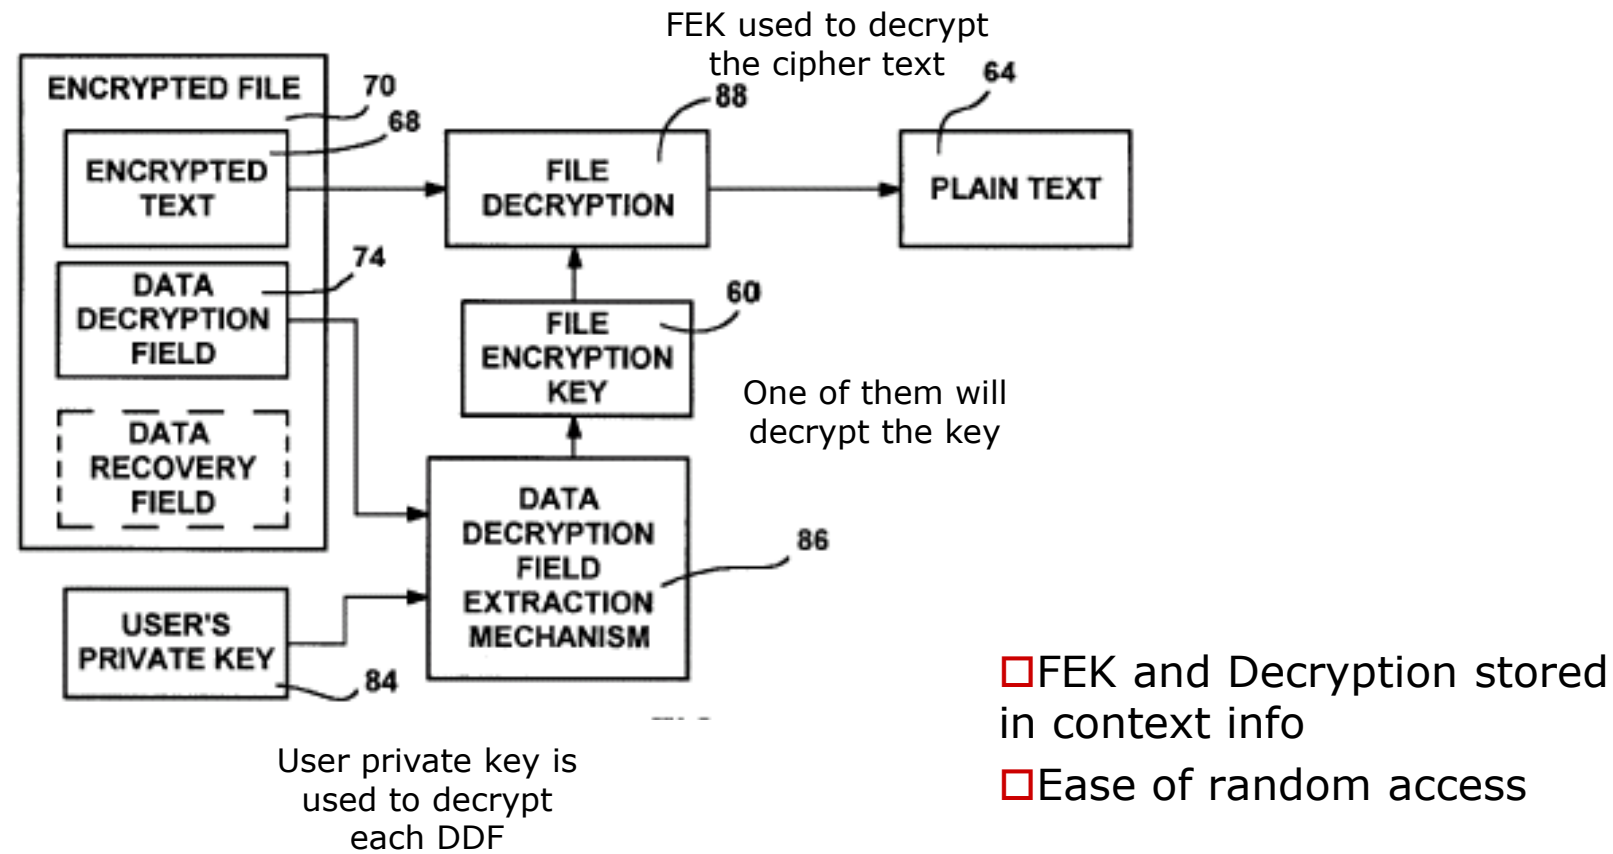 FEK used to decrypt
the cipher text
ENCRYPTED FILE
70
68
ENCRYPTED
TEXT
88
FILE
DECRYPTION
64
PLAIN TEXT
74
DATA
DECRYPTION
FIELD
60
FILE
ENCRYPTION
KEY
One of them will
decrypt the key
DATA
RECOVERY
FIELD
DATA
DECRYPTION
FIELD
EXTRACTION
MECHANISM
86
USER'S
PRIVATE KEY
84
User private key is
used to decrypt
each DDF
FEK and Decryption stored
in context info
Ease of random access